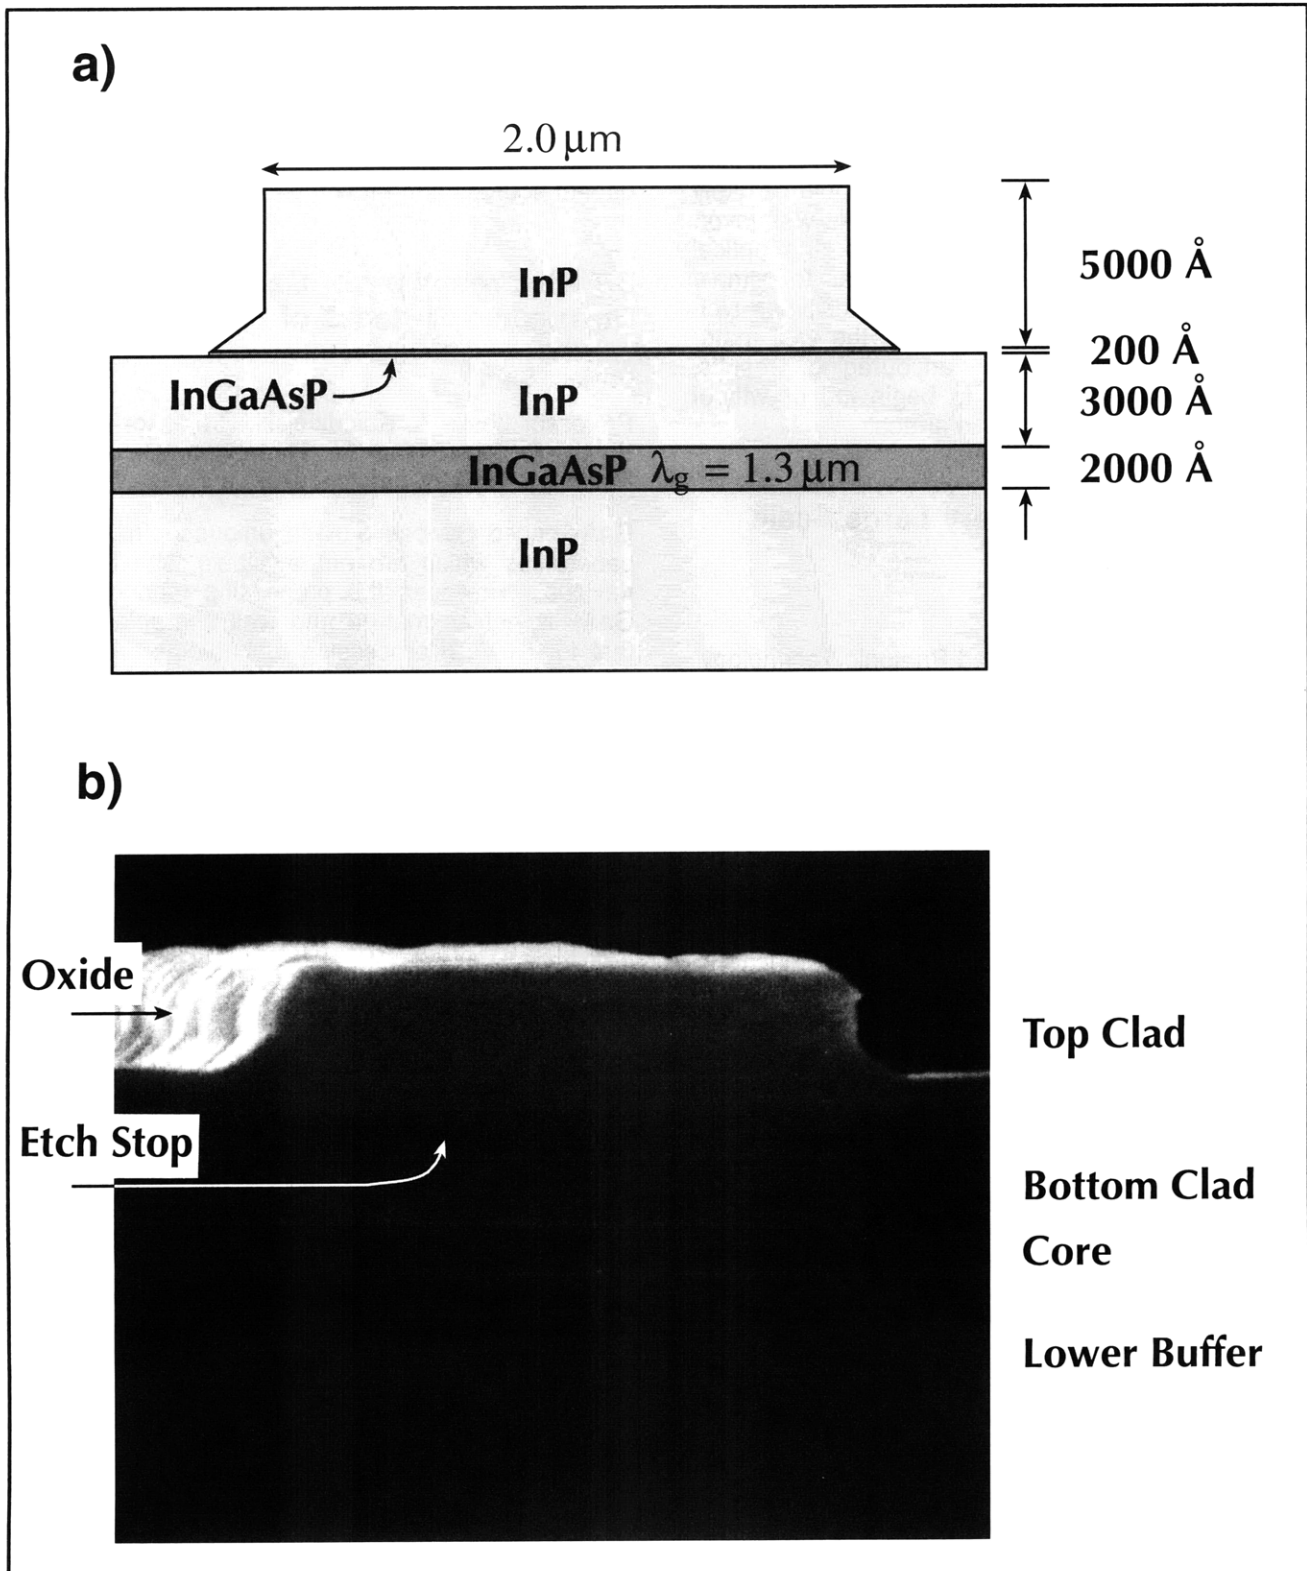 a)
2.0 μm
InP
5000 Å
200 Å
InGaAsP
InP
3000 Å
InGaAsP λg = 1.3 μm
2000 Å
InP
b)
Oxide
Top Clad
Etch Stop
Bottom Clad
Core
Lower Buffer